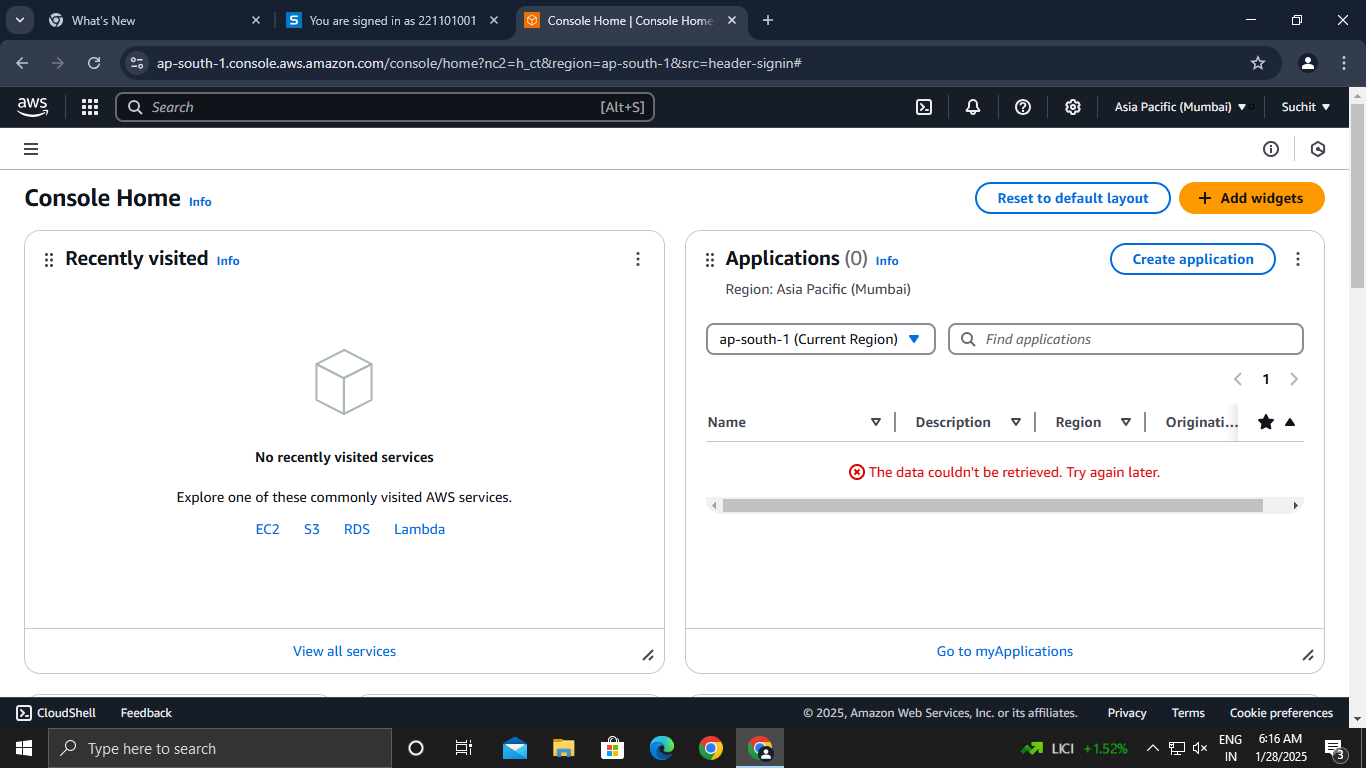 What's New
You are signed in as 221101001
Console Home | Console Home
ap-south-1.console.aws.amazon.com/console/home?nc2=h_ct&region=ap-south-1&src=header-signin#
aws
Search
[Alt+S]
Asia Pacific (Mumbai)
Suchit
Console Home Info
Reset to default layout
Add widgets
Recently visited Info
No recently visited services
Explore one of these commonly visited AWS services.
EC2 S3 RDS Lambda
View all services
Applications (0) Info
Create application
Region: Asia Pacific (Mumbai)
ap-south-1 (Current Region)
Find applications
1
Name Description Region Originati...
The data couldn't be retrieved. Try again later.
Go to myApplications
CloudShell Feedback
© 2025, Amazon Web Services, Inc. or its affiliates. Privacy Terms Cookie preferences
Type here to search
LICI +1.52%
ENG
IN
6:16 AM
1/28/2025
3